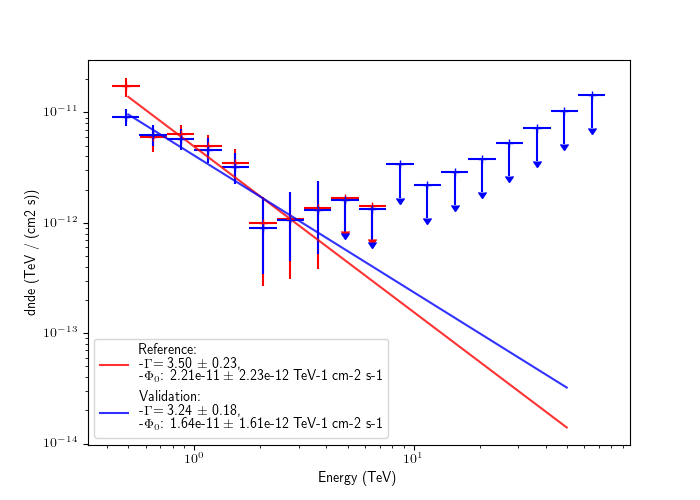 10⁻¹¹
10⁻¹²
10⁻¹³
10⁻¹⁴
dnde (TeV / (cm2 s))
Reference:
-Γ= 3.50 ± 0.23,
-Φ₀: 2.21e-11 ± 2.23e-12 TeV-1 cm-2 s-1
Validation:
-Γ= 3.24 ± 0.18,
-Φ₀: 1.64e-11 ± 1.61e-12 TeV-1 cm-2 s-1
10⁰ 10¹
Energy (TeV)